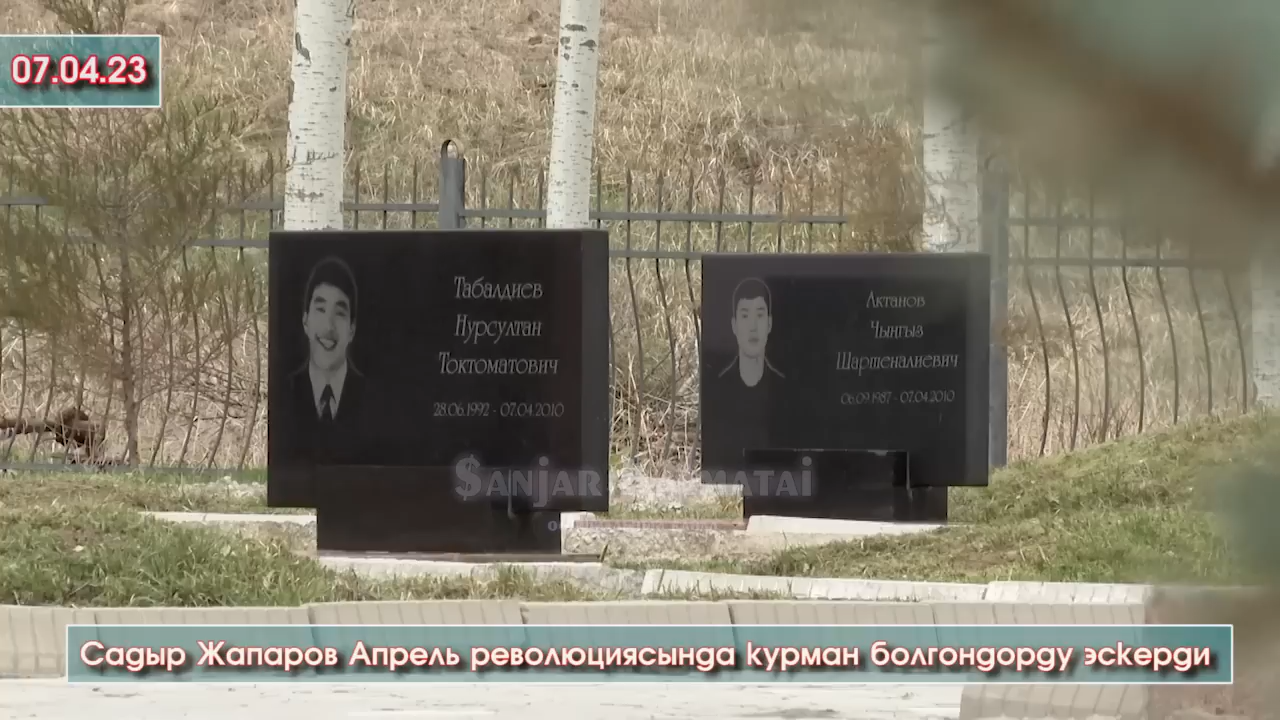 07.04.23
Табалдиев
Нурсултан
Токтоматович
28.06.1992 - 07.04.2010
Актанов
Чыңгыз
Шаршеналиевич
06.09.1987 - 07.04.2010
$ANJAR
Садыр Жапаров Апрель революциясында курман болгондорду эскерди